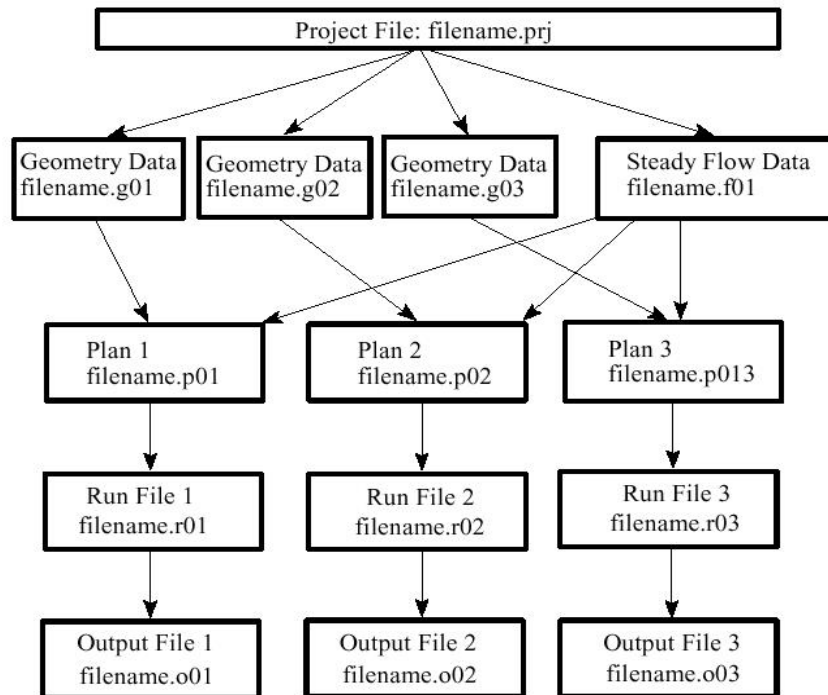 Project File: filename.prj
Geometry Data
filename.g01
Geometry Data
filename.g02
Geometry Data
filename.g03
Steady Flow Data
filename.f01
Plan 1
filename.p01
Plan 2
filename.p02
Plan 3
filename.p013
Run File 1
filename.r01
Run File 2
filename.r02
Run File 3
filename.r03
Output File 1
filename.o01
Output File 2
filename.o02
Output File 3
filename.o03